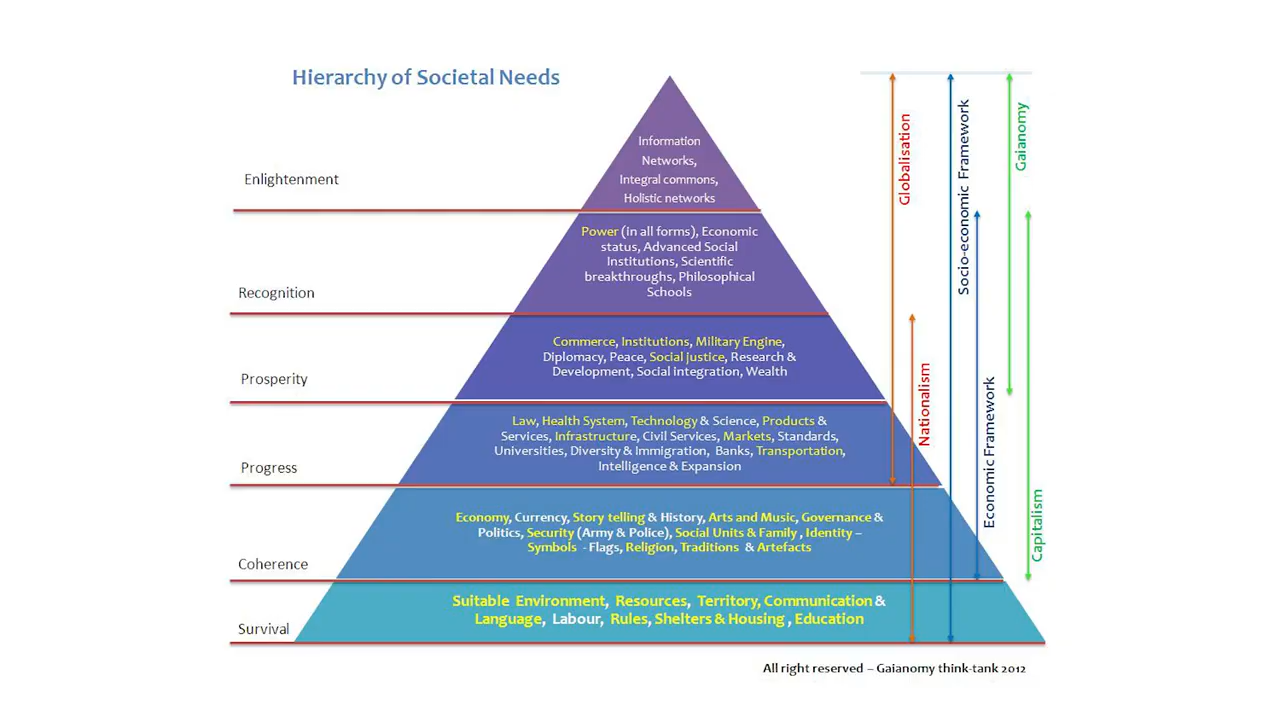 Hierarchy of Societal Needs
Enlightenment
Information
Networks,
Integral commons,
Holistic networks
Recognition
Power (in all forms), Economic
status, Advanced Social
Institutions, Scientific
breakthroughs, Philosophical
Schools
Prosperity
Commerce, Institutions, Military Engine,
Diplomacy, Peace, Social justice, Research &
Development, Social integration, Wealth
Progress
Law, Health System, Technology & Science, Products &
Services, Infrastructure, Civil Services, Markets, Standards,
Universities, Diversity & Immigration, Banks, Transportation,
Intelligence & Expansion
Coherence
Economy, Currency, Story telling & History, Arts and Music, Governance &
Politics, Security (Army & Police), Social Units & Family , Identity –
Symbols - Flags, Religion, Traditions & Artefacts
Survival
Suitable Environment, Resources, Territory, Communication &
Language, Labour, Rules, Shelters & Housing , Education
Globalisation
Nationalism
Socio-economic Framework
Economic Framework
Gaianomy
Capitalism
All right reserved – Gaianomy think-tank 2012